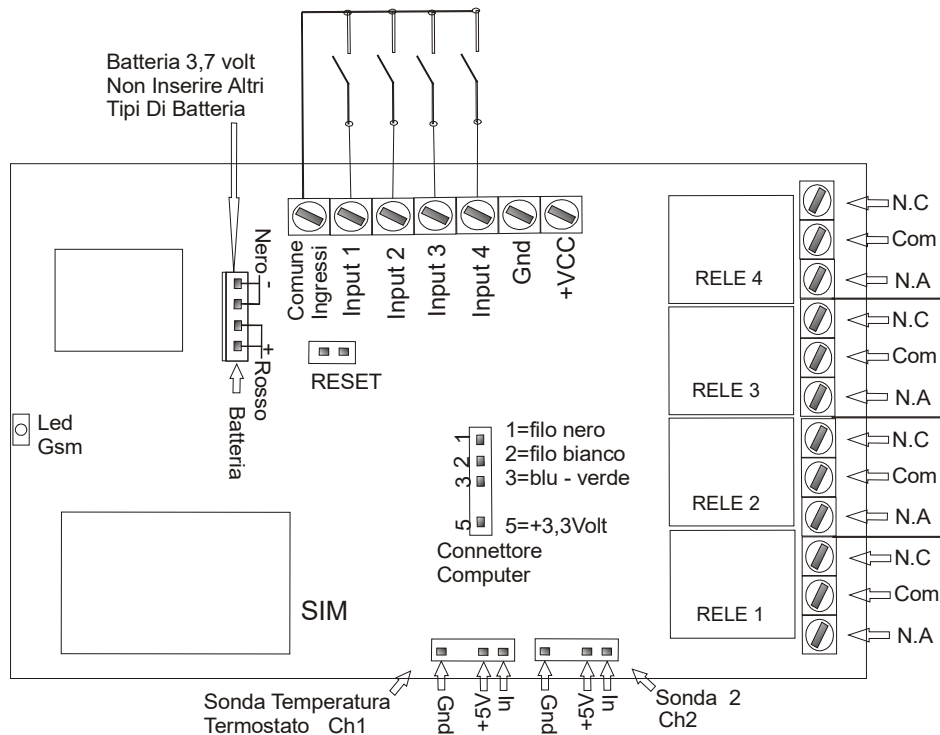 Batteria 3,7 volt
Non Inserire Altri
Tipi Di Batteria
Nero -
+ Rosso
Batteria
Comune
Ingressi
Input 1
Input 2
Input 3
Input 4
Gnd
+VCC
RESET
Led
Gsm
1
2
3
5
1=filo nero
2=filo bianco
3=blu - verde
5=+3,3Volt
Connettore
Computer
SIM
RELE 4
N.C
Com
N.A
RELE 3
N.C
Com
N.A
RELE 2
N.C
Com
N.A
RELE 1
N.C
Com
N.A
Sonda Temperatura
Termostato Ch1
Gnd
+5V
In
Gnd
+5V
In
Sonda 2
Ch2